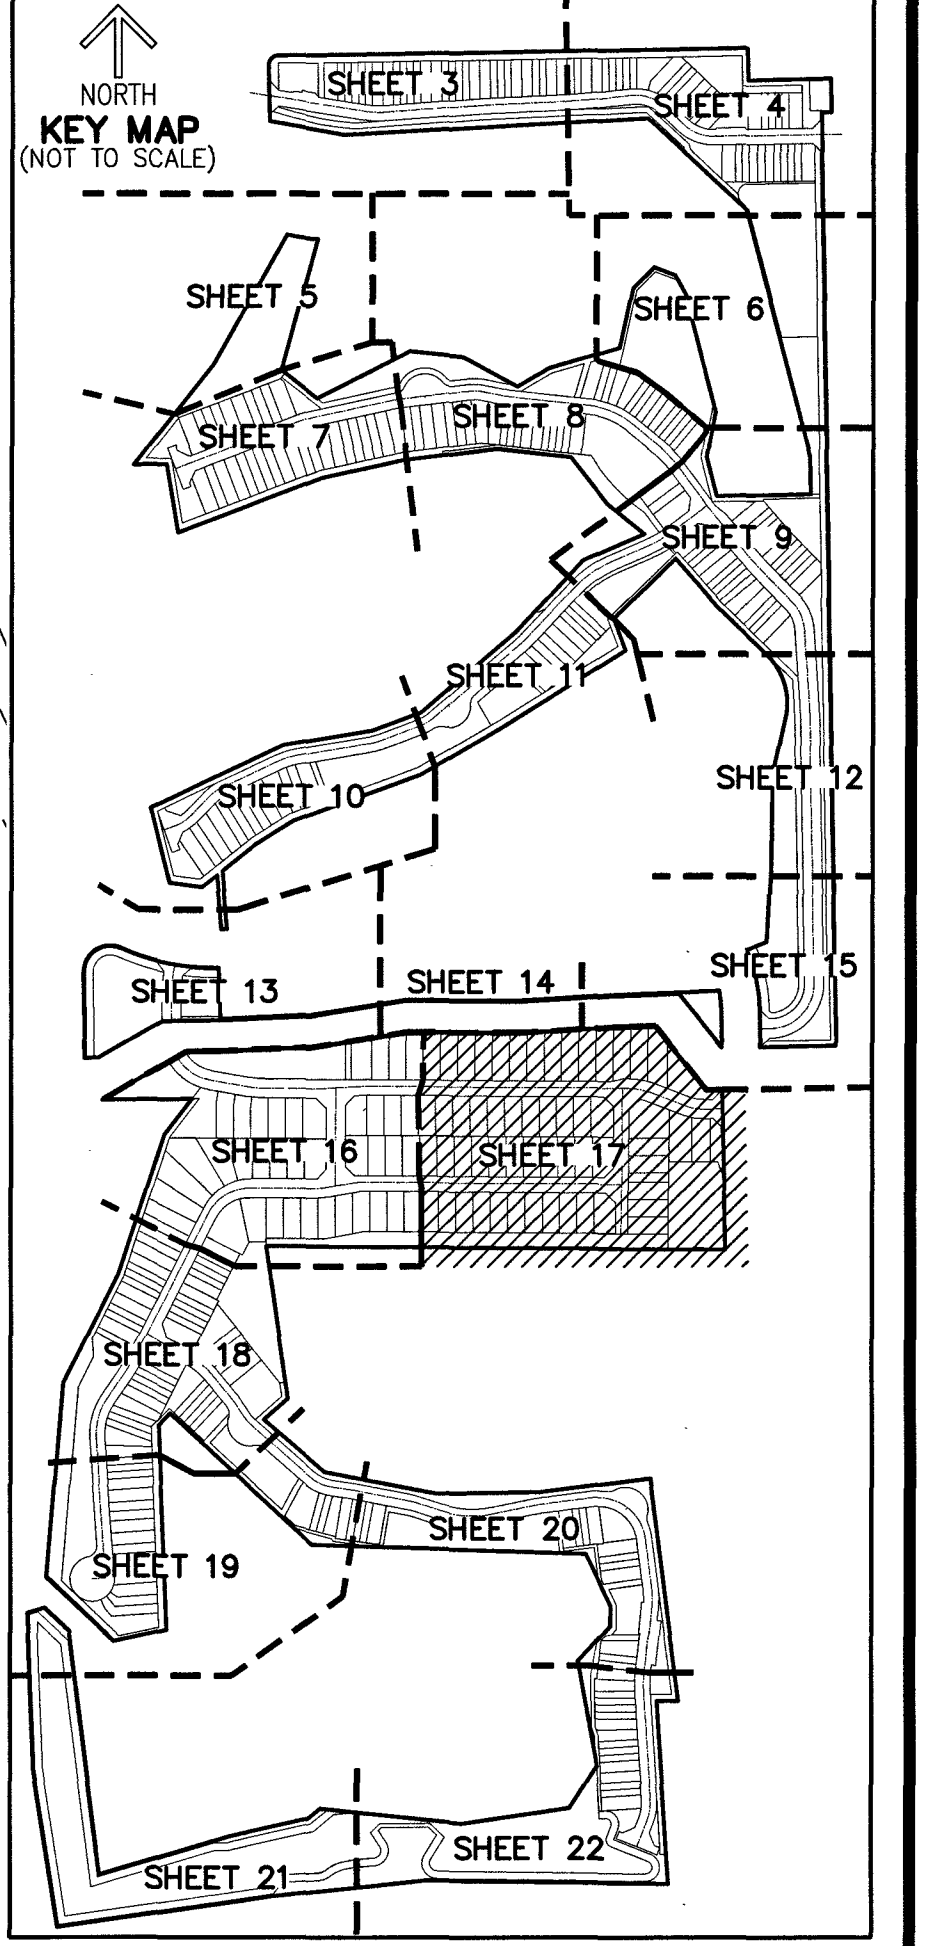 NORTH
KEY MAP
(NOT TO SCALE)
SHEET 3
SHEET 4
SHEET 5
SHEET 6
SHEET 7
SHEET 8
SHEET 9
SHEET 11
SHEET 10
SHEET 12
SHEET 13
SHEET 14
SHEET 15
SHEET 16
SHEET 17
SHEET 18
SHEET 19
SHEET 20
SHEET 21
SHEET 22